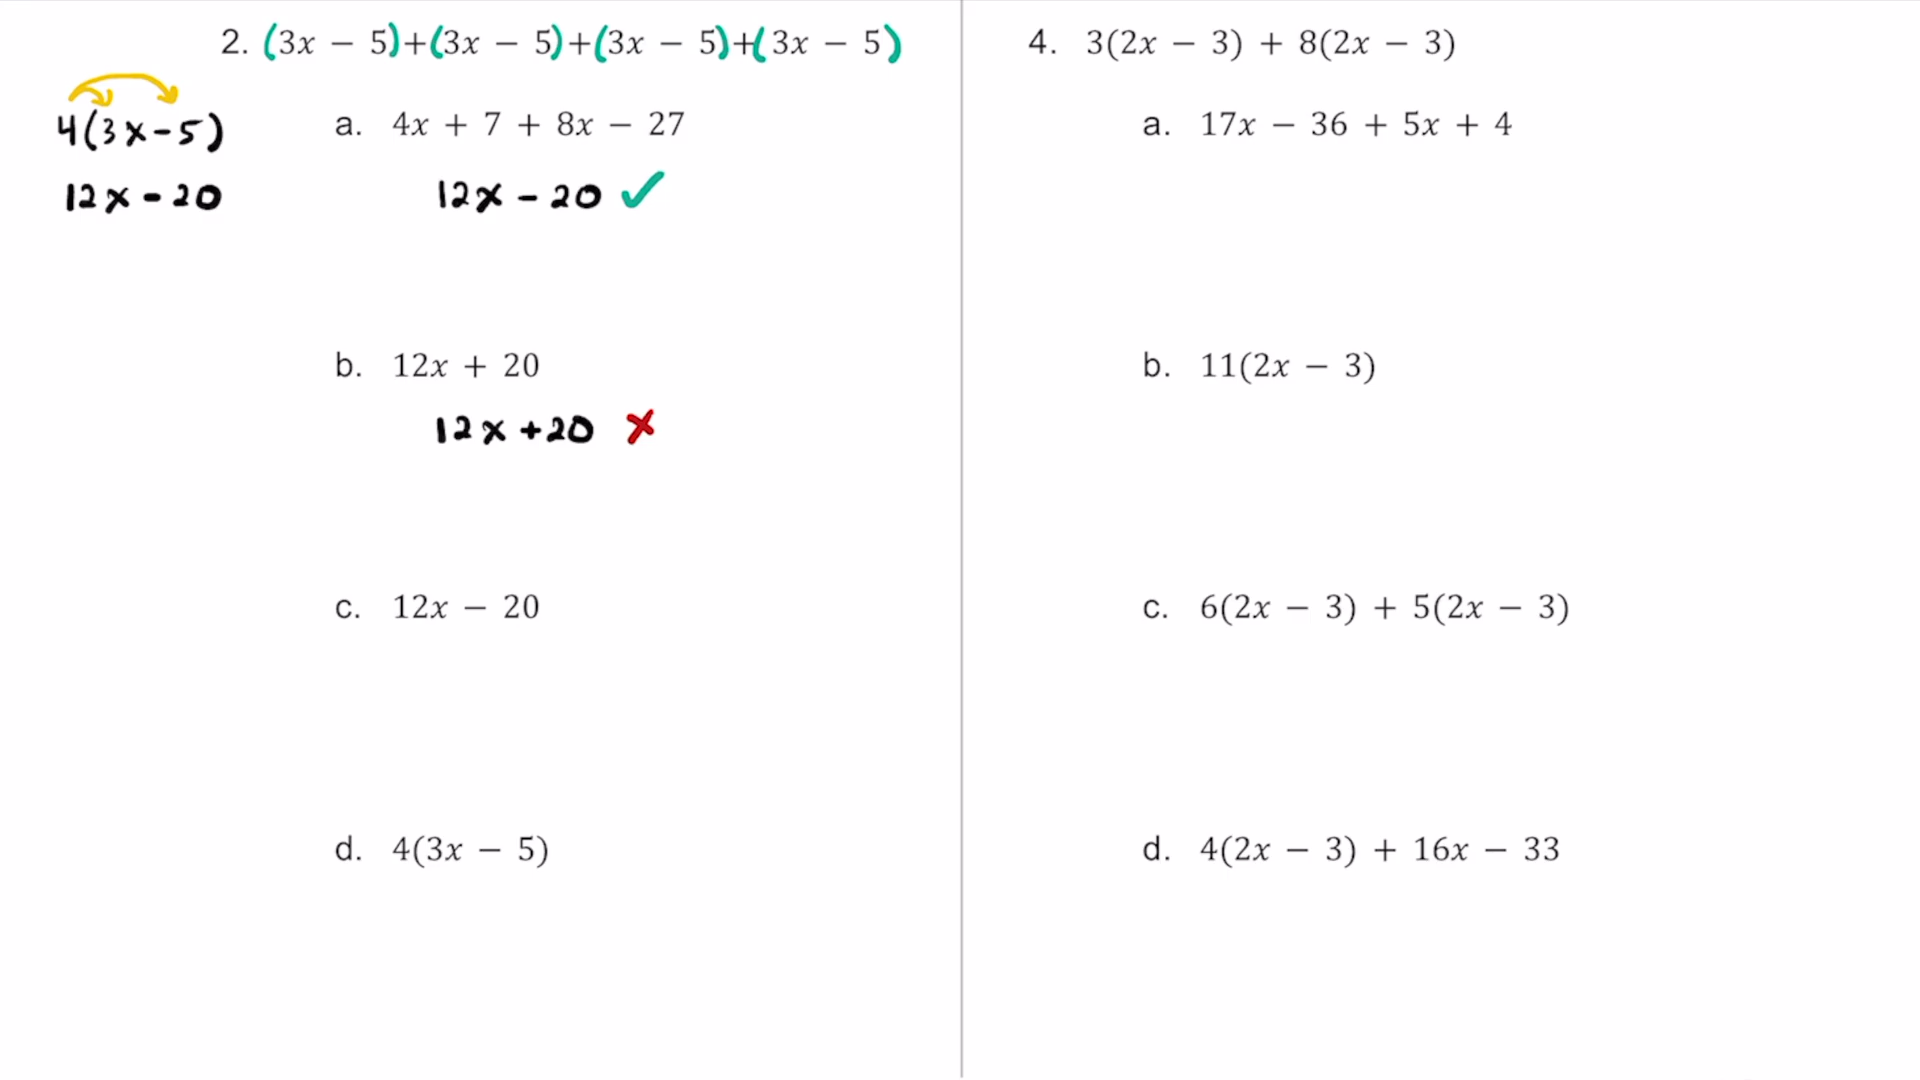 2. (3x − 5)+(3x − 5)+(3x − 5)+(3x − 5)
4(3x-5)
12x - 20
a. 4x + 7 + 8x − 27
12x - 20 ✓
b. 12x + 20
12x +20 ✗
c. 12x − 20
d. 4(3x − 5)
4. 3(2x − 3) + 8(2x − 3)
a. 17x − 36 + 5x + 4
b. 11(2x − 3)
c. 6(2x − 3) + 5(2x − 3)
d. 4(2x − 3) + 16x − 33